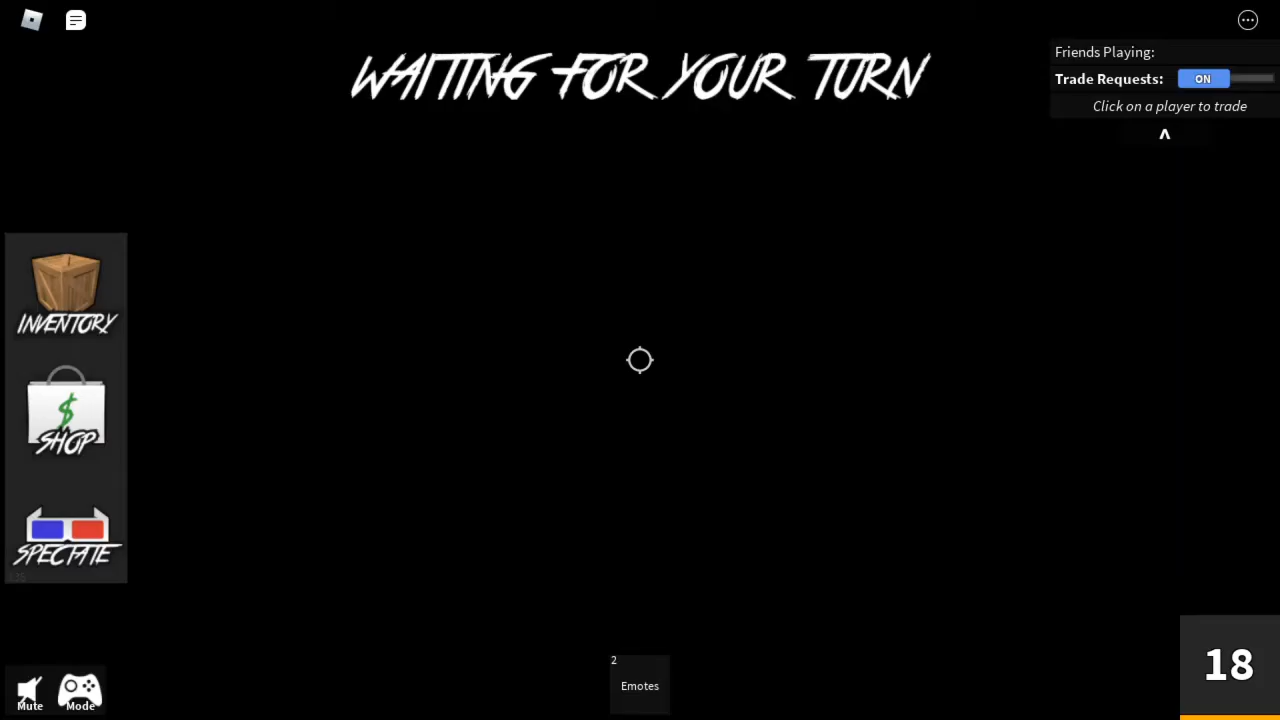 WAITING FOR YOUR TURN
Friends Playing:
Trade Requests: ON
Click on a player to trade
INVENTORY
$
SHOP
SPECTATE
2
Emotes
Mute
Mode
18